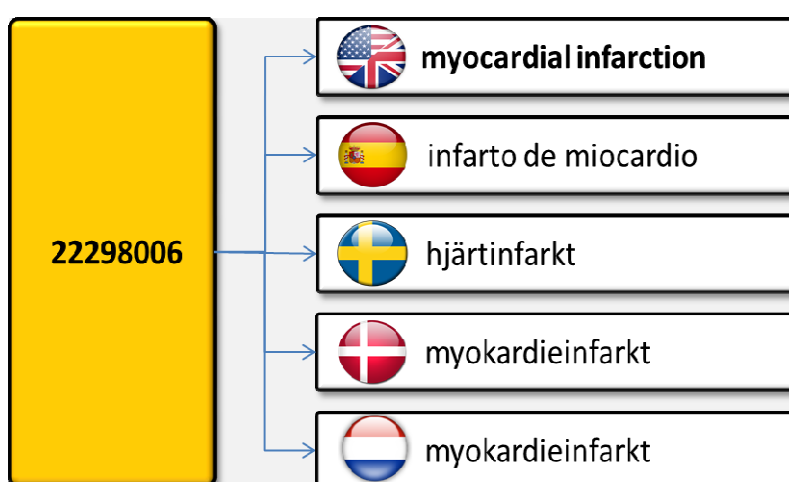 22298006
myocardial infarction
infarto de miocardio
hjärtinfarkt
myokardieinfarkt
myokardieinfarkt